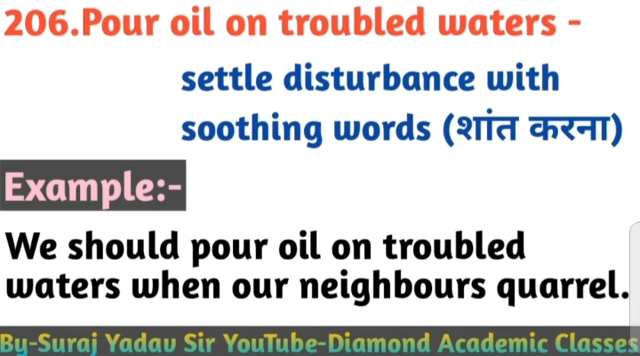 206.Pour oil on troubled waters -
settle disturbance with
soothing words (शांत करना)
Example:-
We should pour oil on troubled
waters when our neighbours quarrel.
By-Suraj Yadav Sir YouTube-Diamond Academic Classes